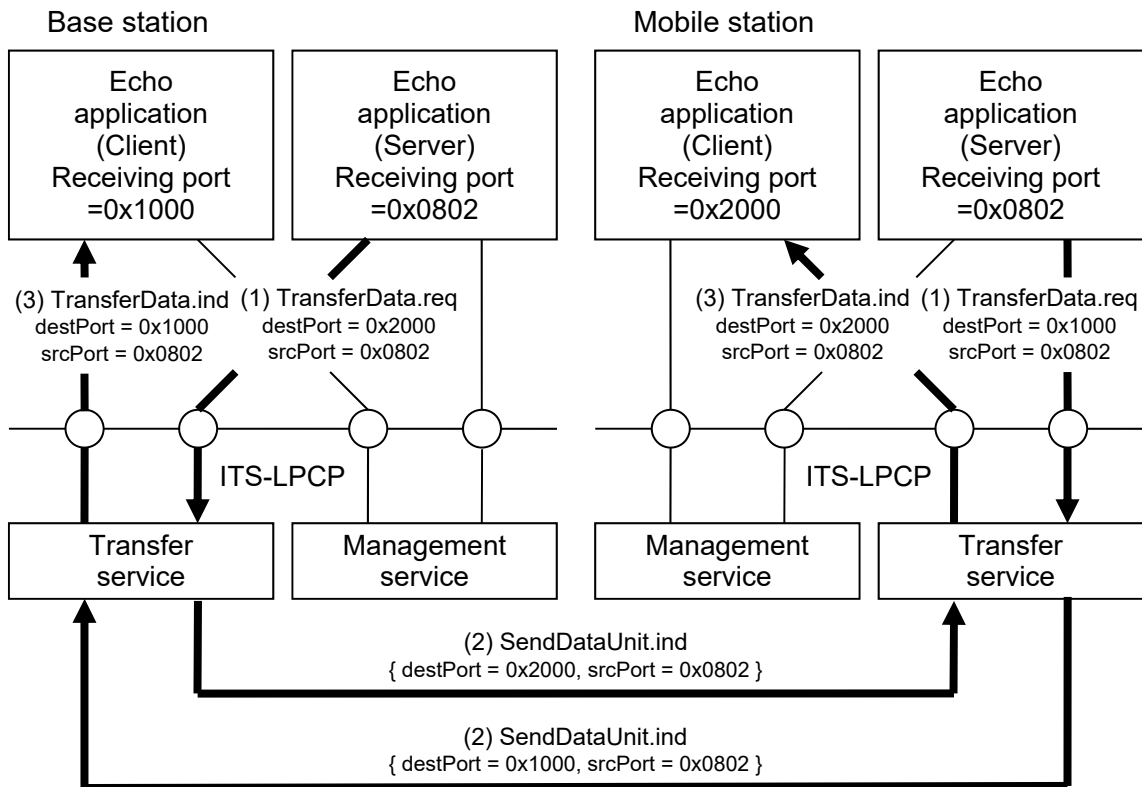 Base station
Mobile station
Echo
application
(Client)
Receiving port
=0x1000
Echo
application
(Server)
Receiving port
=0x0802
Echo
application
(Client)
Receiving port
=0x2000
Echo
application
(Server)
Receiving port
=0x0802
(3) TransferData.ind
destPort = 0x1000
srcPort = 0x0802
(1) TransferData.req
destPort = 0x2000
srcPort = 0x0802
(3) TransferData.ind
destPort = 0x2000
srcPort = 0x0802
(1) TransferData.req
destPort = 0x1000
srcPort = 0x0802
ITS-LPCP
ITS-LPCP
Transfer
service
Management
service
Management
service
Transfer
service
(2) SendDataUnit.ind
{ destPort = 0x2000, srcPort = 0x0802 }
(2) SendDataUnit.ind
{ destPort = 0x1000, srcPort = 0x0802 }